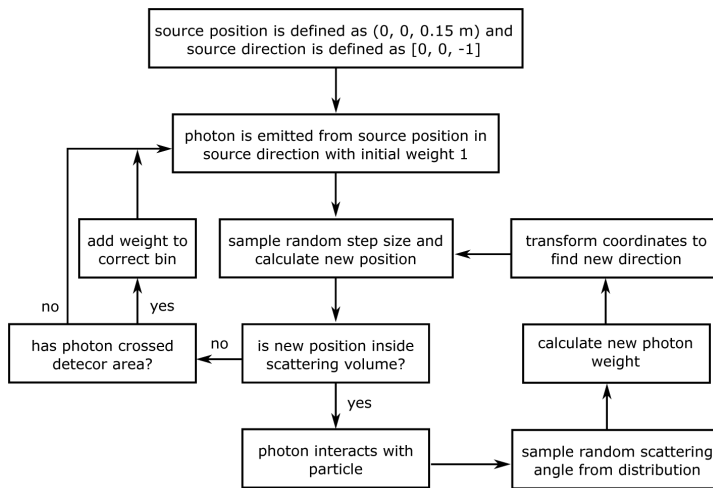 source position is defined as (0, 0, 0.15 m) and
source direction is defined as [0, 0, -1]
photon is emitted from source position in
source direction with initial weight 1
add weight to
correct bin
sample random step size and
calculate new position
transform coordinates to
find new direction
no
yes
has photon crossed
detecor area?
no
is new position inside
scattering volume?
calculate new photon
weight
yes
photon interacts with
particle
sample random scattering
angle from distribution